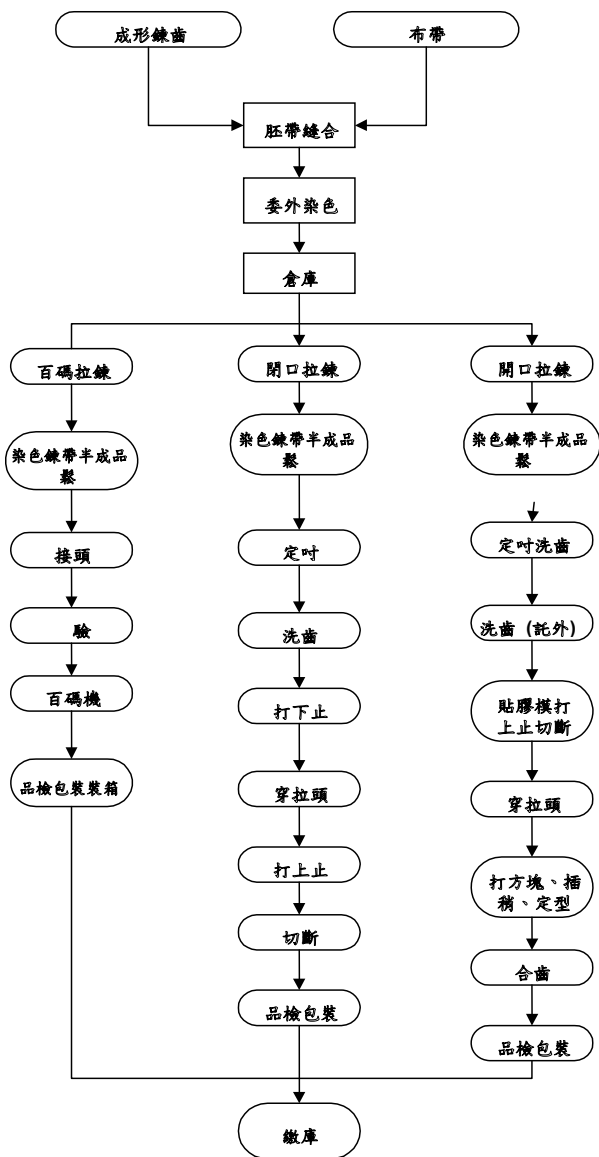 成形鍊齒
布帶
胚帶縫合
委外染色
倉庫
百碼拉鍊
染色鍊帶半成品
鬆
接頭
驗
百碼機
品檢包裝裝箱
閉口拉鍊
染色鍊帶半成品
鬆
定吋
洗齒
打下止
穿拉頭
打上止
切斷
品檢包裝
開口拉鍊
染色鍊帶半成品
鬆
定吋洗齒
洗齒 (託外)
貼膠模打
上止切斷
穿拉頭
打方塊、插
稍、定型
合齒
品檢包裝
繳庫